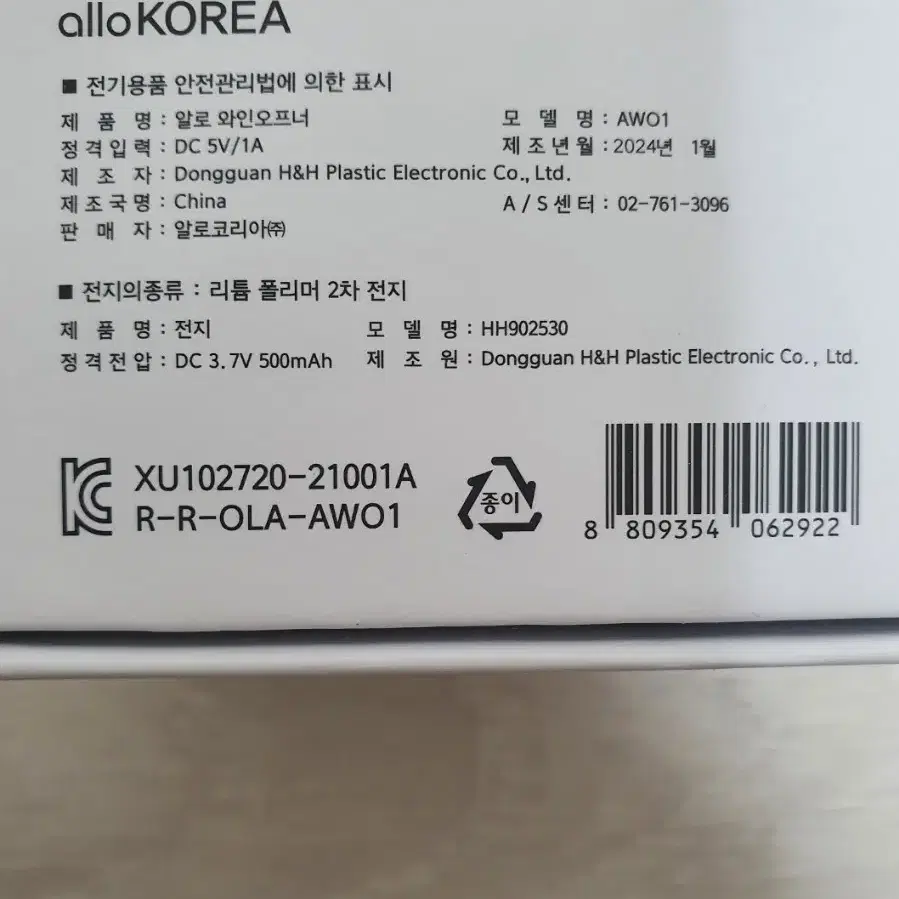 allo KOREA
■ 전기용품 안전관리법에 의한 표시
제 품 명 : 알로 와인오프너 모 델 명 : AW01
정격입력 : DC 5V/1A 제조년월 : 2024년 1월
제 조 자 : Dongguan H&H Plastic Electronic Co., Ltd.
제조국명 : China A/S센터 : 02-761-3096
판 매 자 : 알로코리아㈜
■ 전지의종류 : 리튬 폴리머 2차 전지
제 품 명 : 전지 모 델 명 : HH902530
정격전압 : DC 3.7V 500mAh 제 조 원 : Dongguan H&H Plastic Electronic Co., Ltd.
XU102720-21001A
R-R-OLA-AW01
종이
8 809354 062922